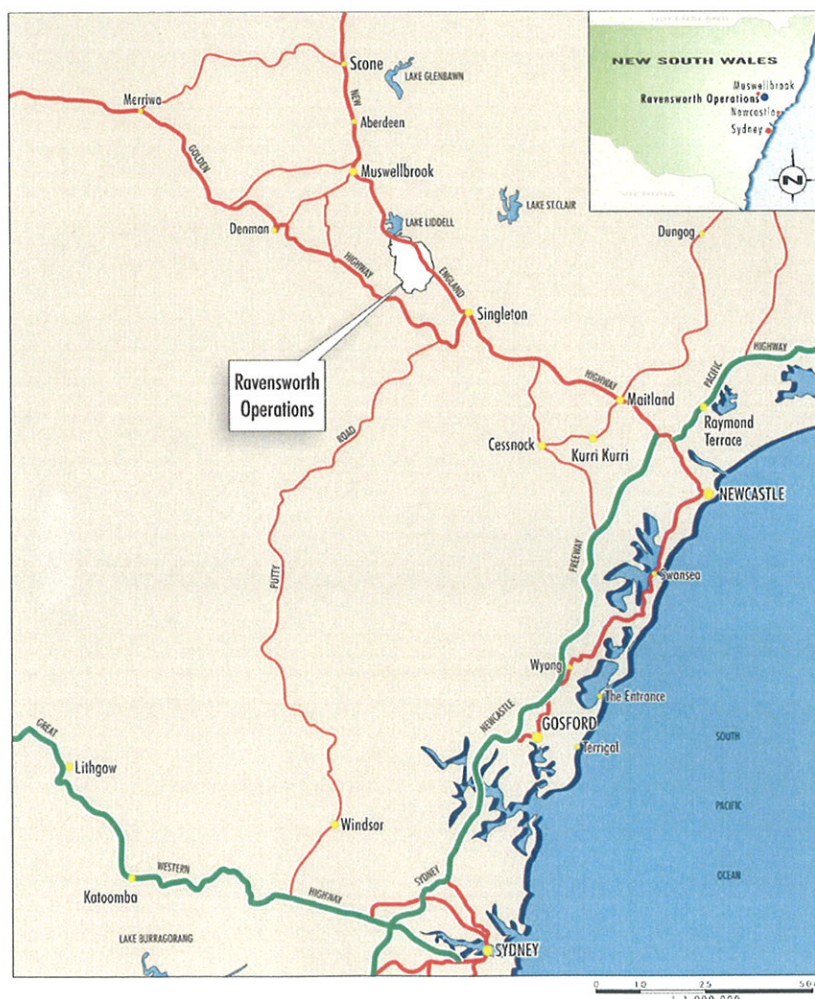 NEW SOUTH WALES
Muswellbrook
Ravensworth Operations
Newcastle
Sydney
N
Scone
LAKE GLENBAWN
NEW
Merriwa
Aberdeen
GOLDEN
Muswellbrook
LAKE ST.CLAIR
LAKE LIDDELL
Denman
Dungog
HIGHWAY
ENGLAND
Singleton
HIGHWAY
PACIFIC
Ravensworth
Operations
HIGHWAY
Maitland
Raymond
Terrace
ROAD
Cessnock
Kurri Kurri
NEWCASTLE
FREEWAY
PUTTY
Swansea
Wyong
The Entrance
NEWCASTLE
GOSFORD
GREAT
Terrigal
SOUTH
Lithgow
PACIFIC
Windsor
WESTERN
SYDNEY
OCEAN
Katoomba
HIGHWAY
LAKE BURRAGORANG
SYDNEY
0 10 25 50